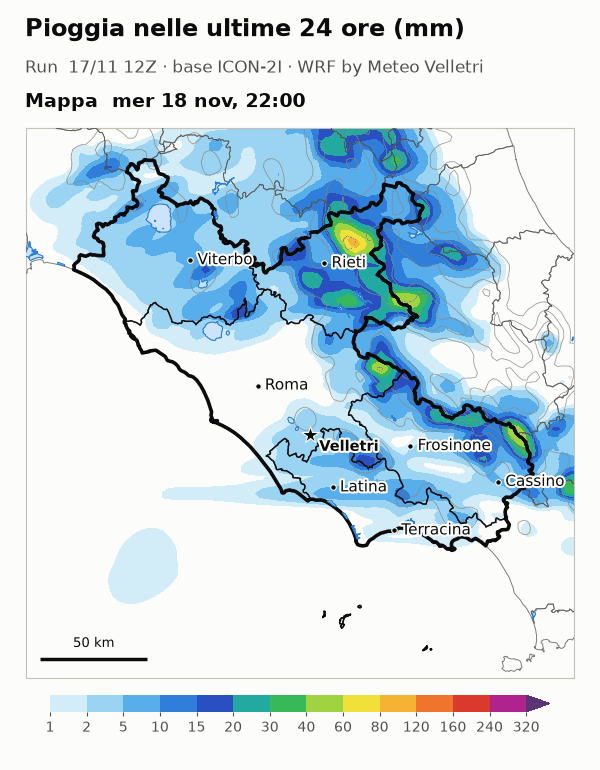 Pioggia nelle ultime 24 ore (mm)
Run 17/11 12Z · base ICON-2I · WRF by Meteo Velletri
Mappa mer 18 nov, 22:00
Viterbo
Rieti
Roma
Velletri
Frosinone
Cassino
Latina
Terracina
50 km
1 2 5 10 15 20 30 40 60 80 120 160 240 320